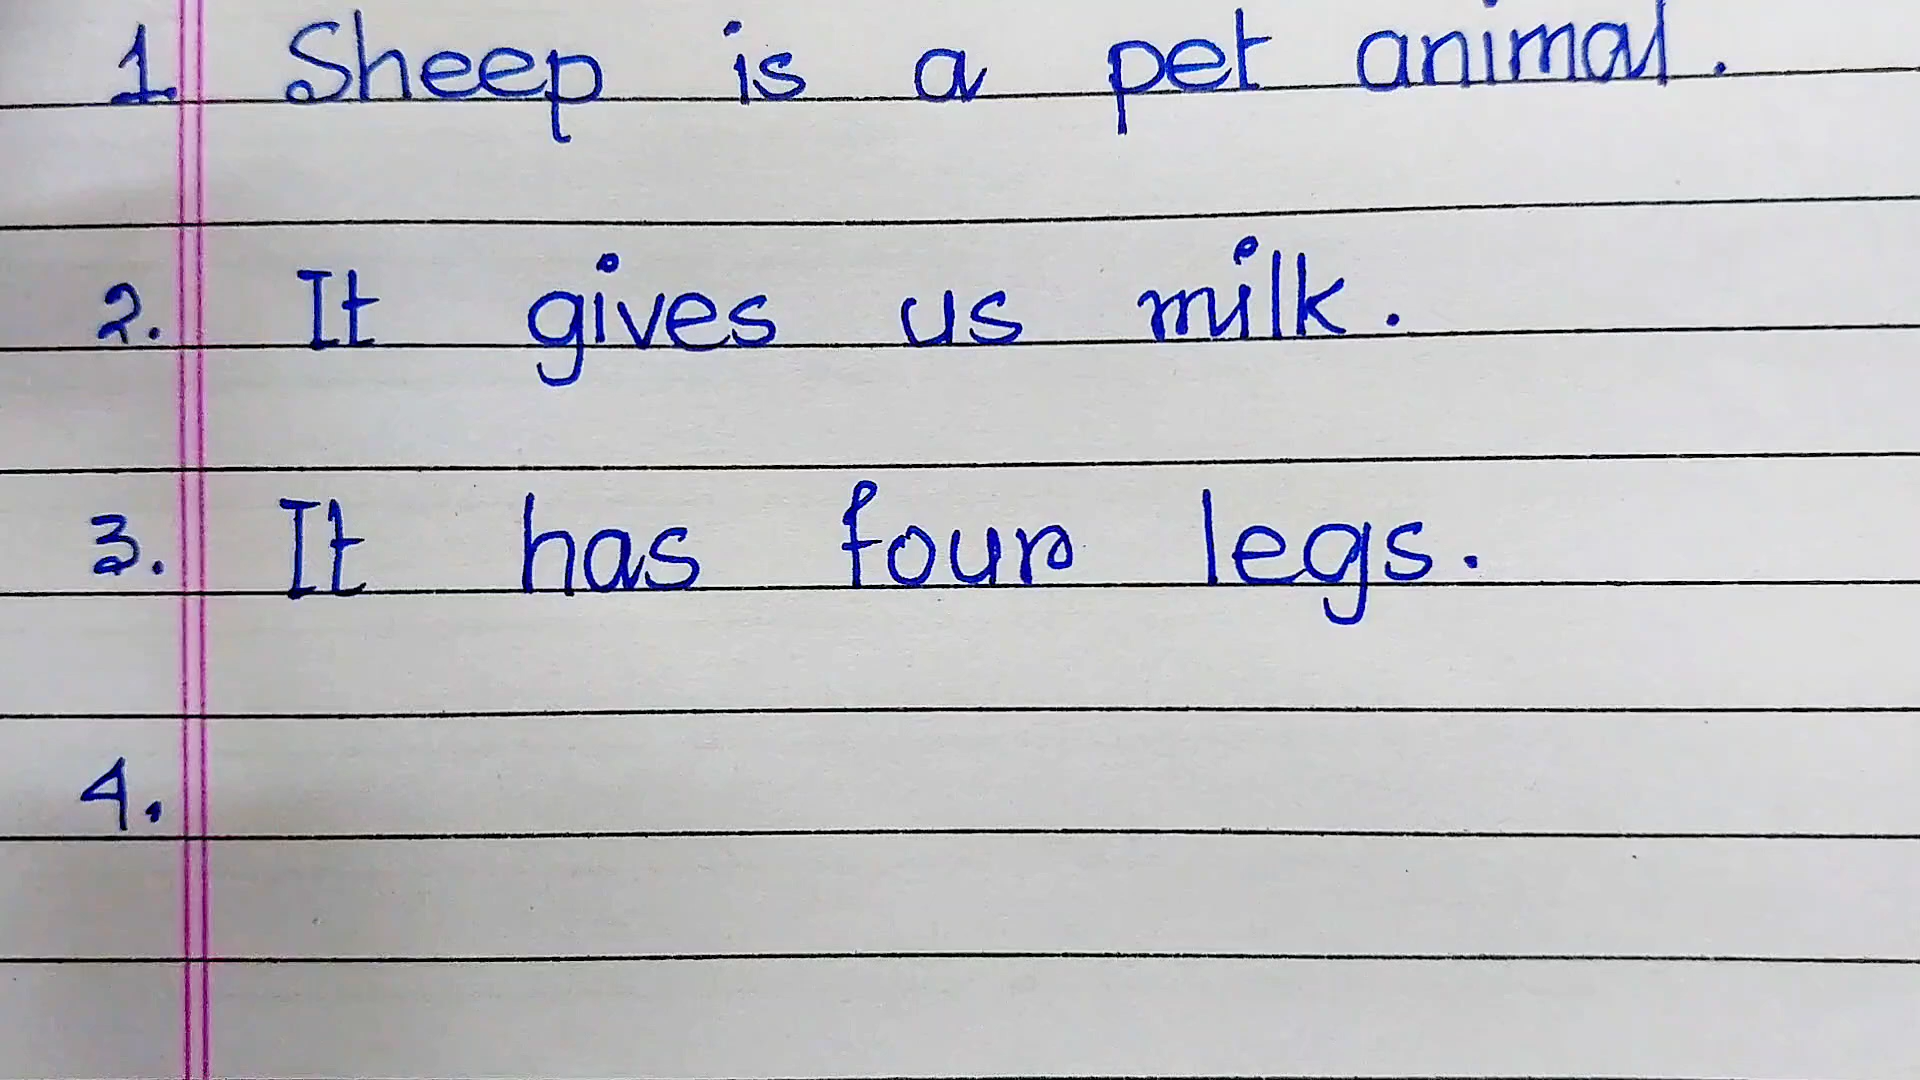 1. Sheep is a pet animal.
2. It gives us milk.
3. It has four legs.
4.